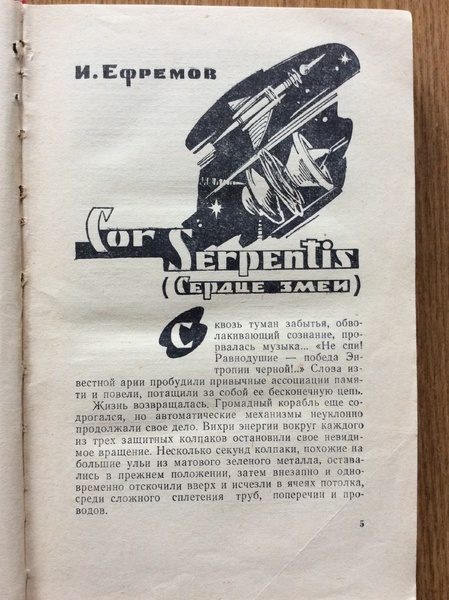 И. Ефремов
Cor
Serpentis
(Сердце змеи)
Сквозь туман забытья, обво-
лакивающий сознание, про-
рвалась музыка... «Не спи!
Равнодушие — победа Эн-
тропии черной!..» Слова из-
вестной арии пробудили привычные ассоциации памя-
ти и повели, потащили за собой ее бесконечную цепь.
Жизнь возвращалась. Громадный корабль еще со-
дрогался, но автоматические механизмы неуклонно
продолжали свое дело. Вихри энергии вокруг каждого
из трех защитных колпаков остановили свое невиди-
мое вращение. Несколько секунд колпаки, похожие на
большие ульи из матового зеленого металла, остава-
лись в прежнем положении, затем внезапно и одно-
временно отскочили вверх и исчезли в ячеях потолка,
среди сложного сплетения труб, поперечин и про-
водов.
5